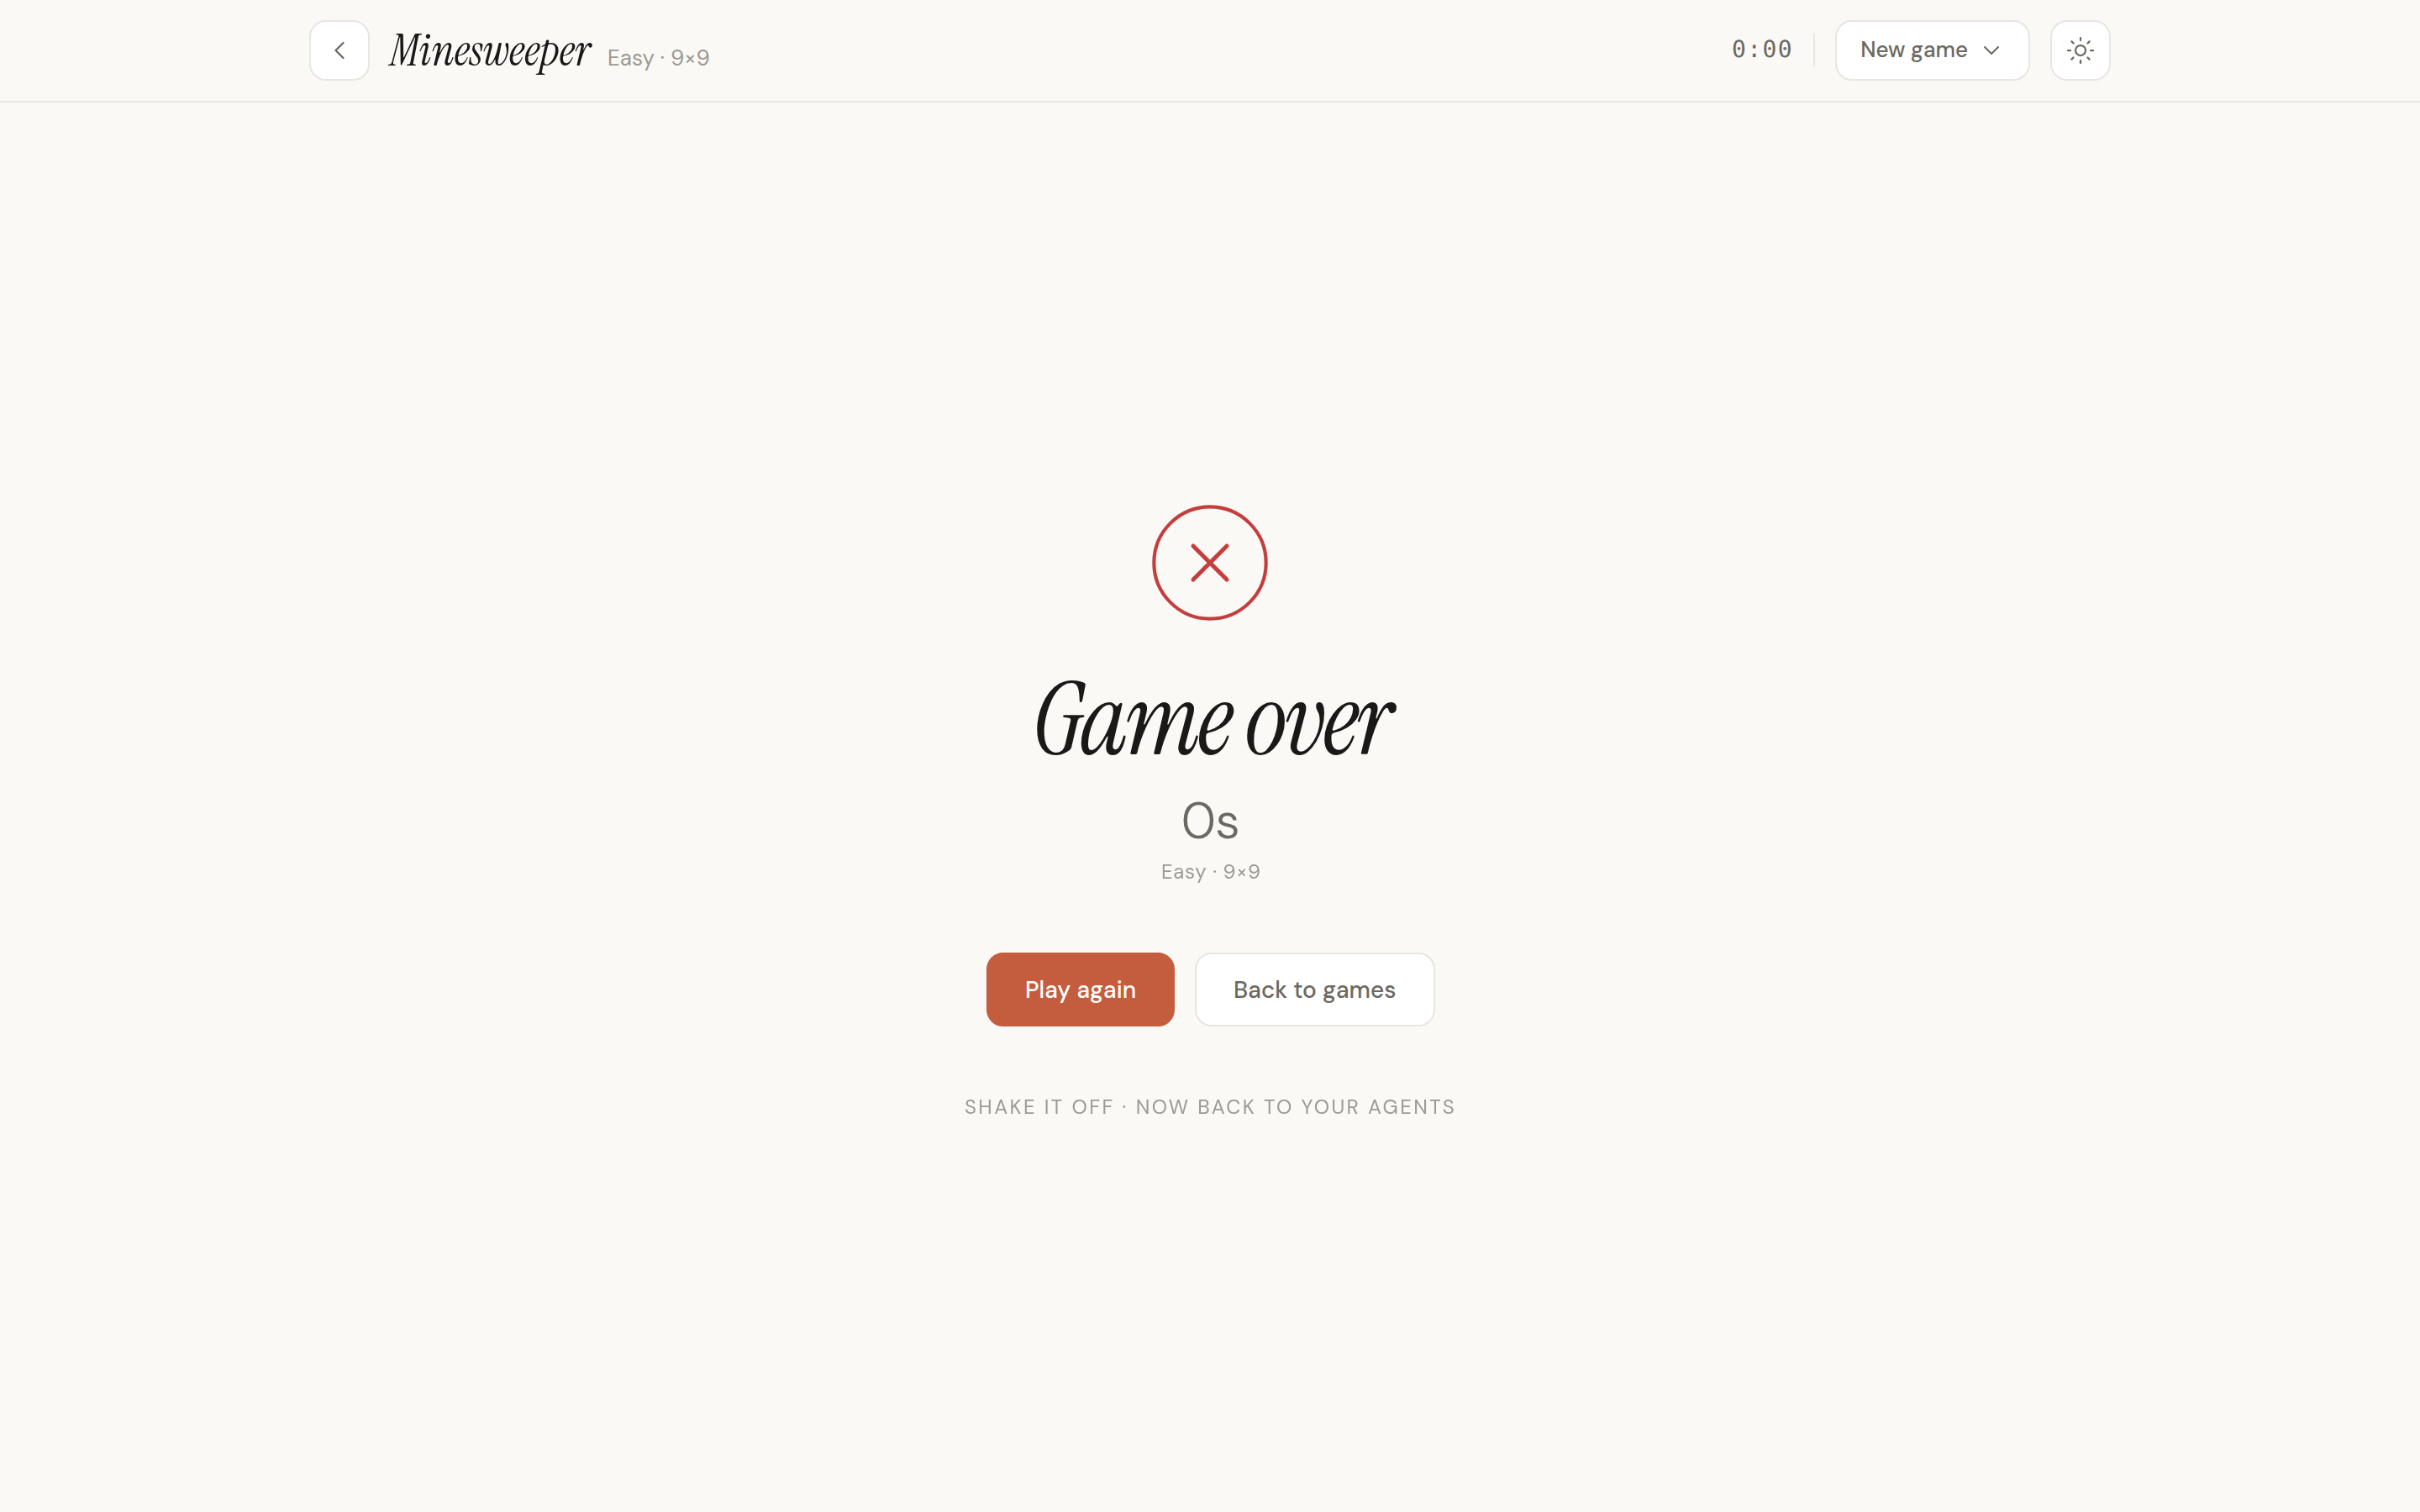 Minesweeper Easy · 9×9 0:00 New game
Game over
0s
Easy · 9×9
Play again Back to games
SHAKE IT OFF · NOW BACK TO YOUR AGENTS